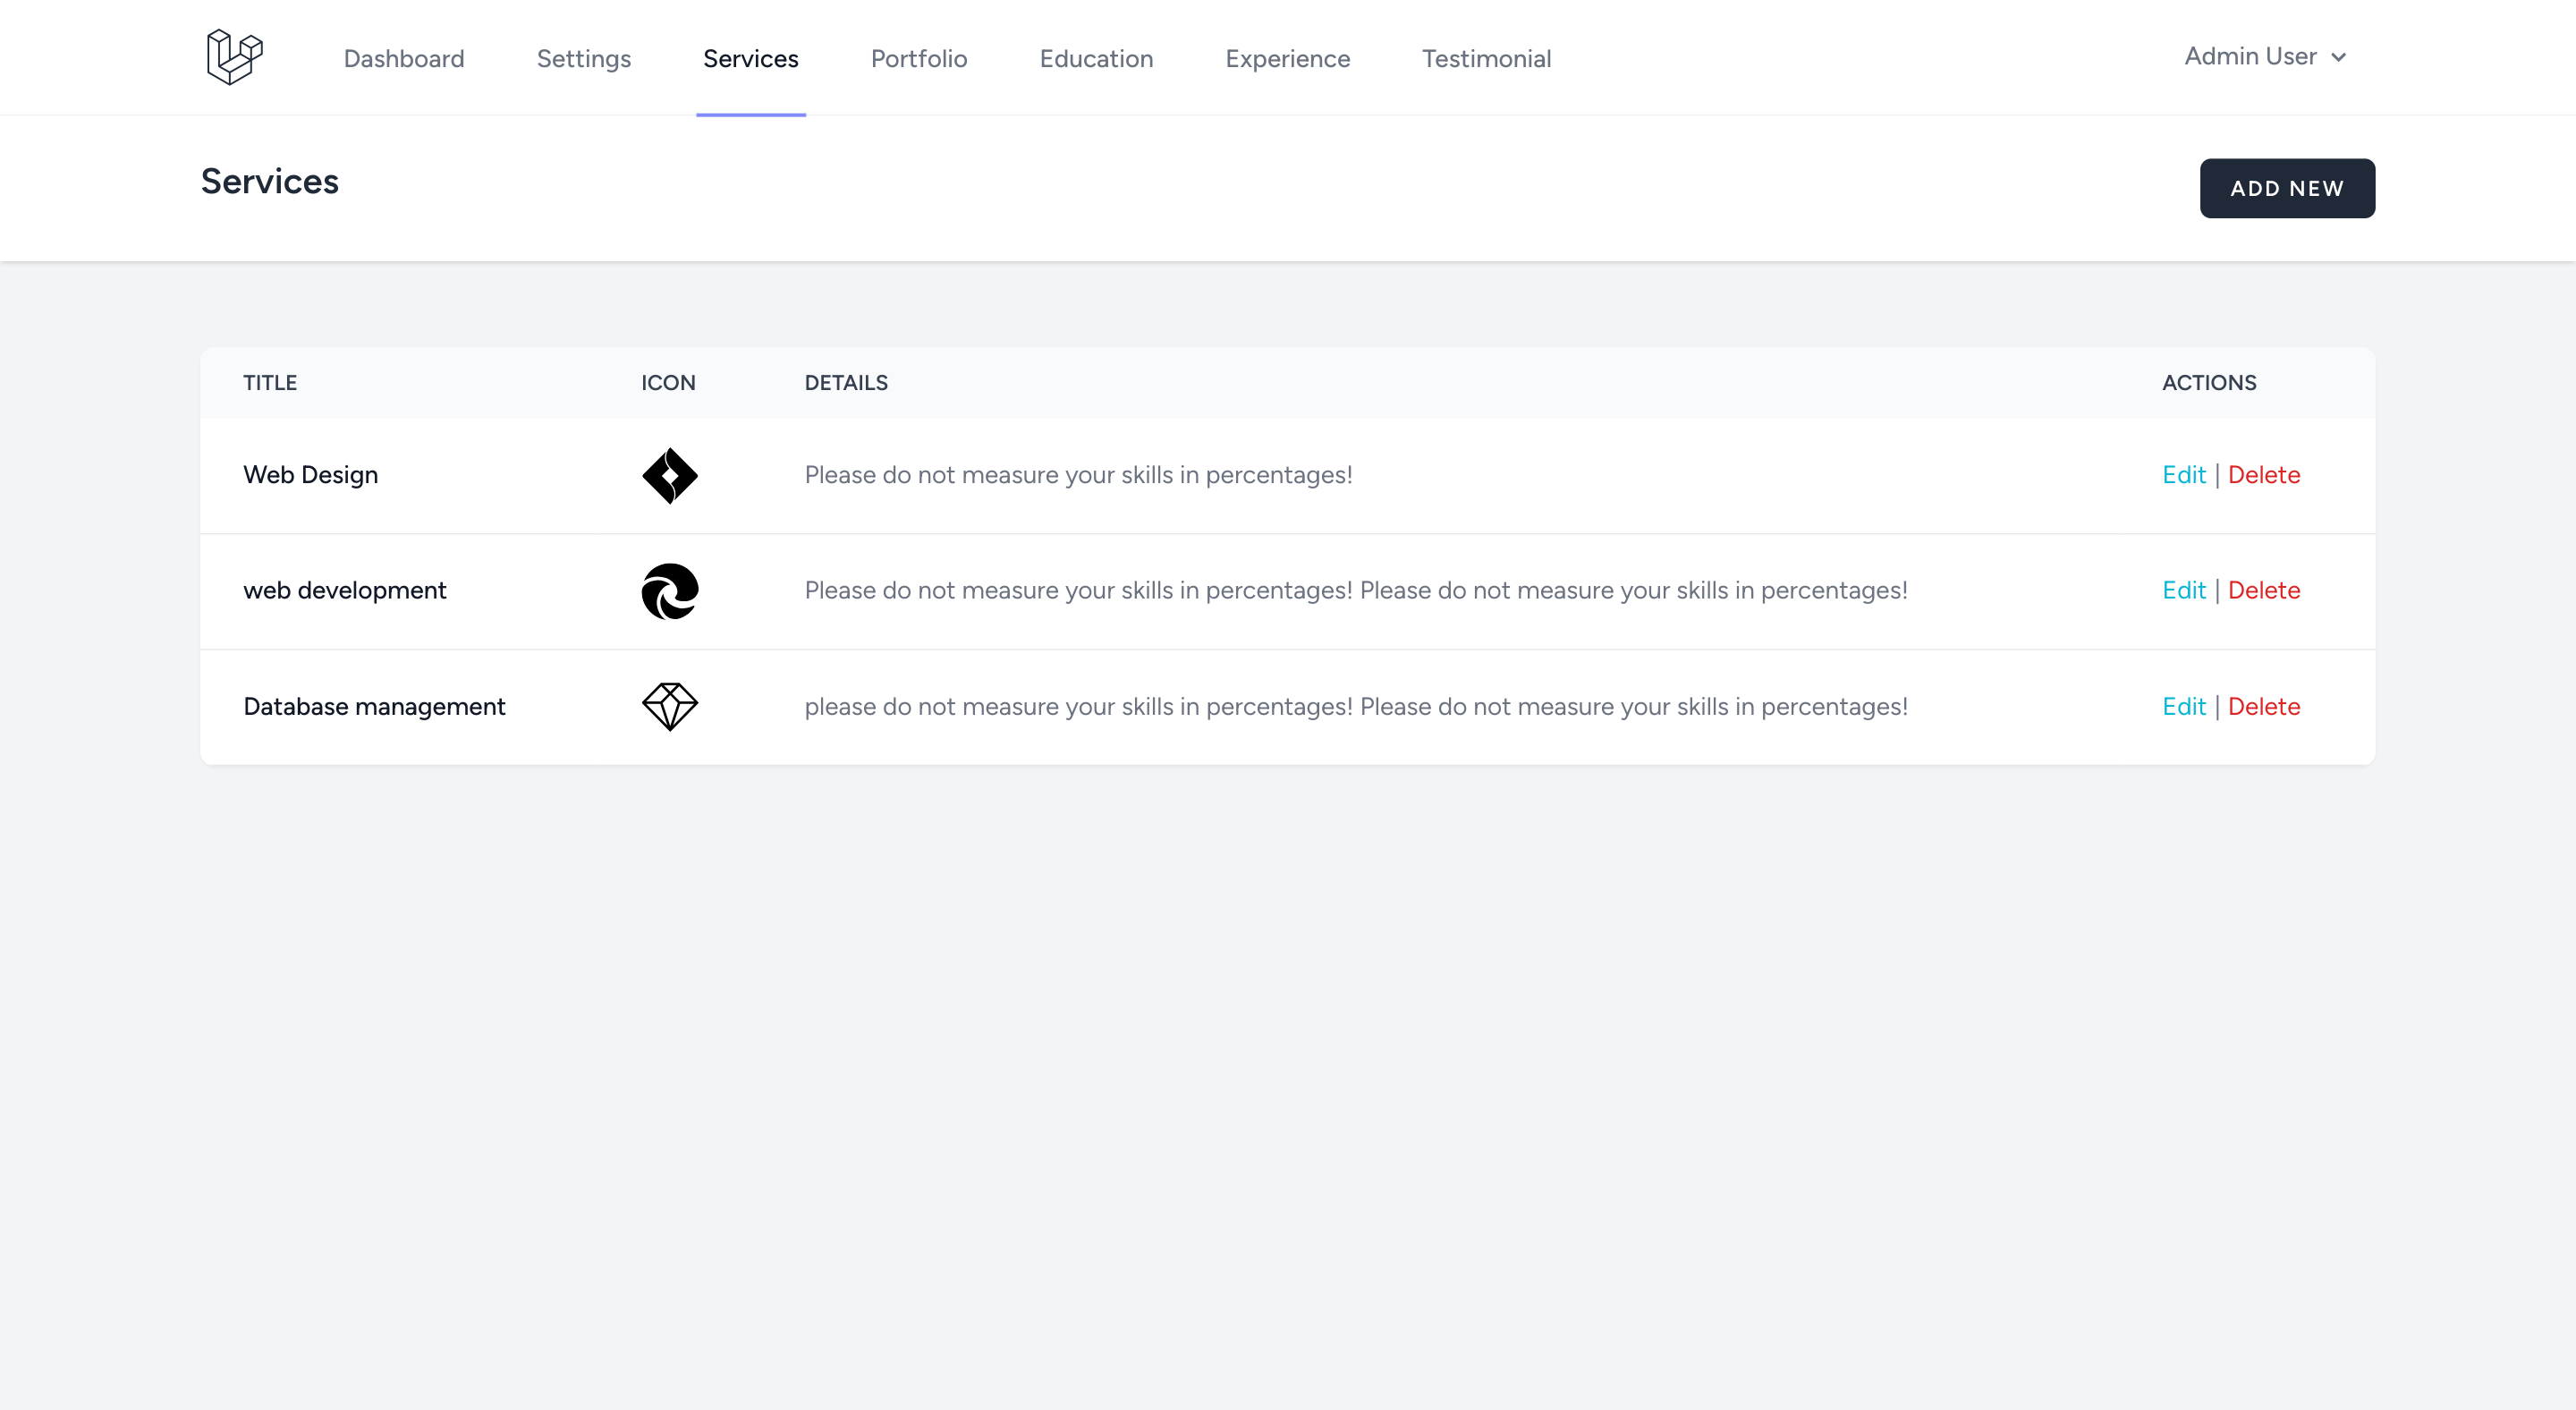 Dashboard Settings Services Portfolio Education Experience Testimonial Admin User
Services ADD NEW
TITLE ICON DETAILS ACTIONS
Web Design Please do not measure your skills in percentages! Edit | Delete
web development Please do not measure your skills in percentages! Please do not measure your skills in percentages! Edit | Delete
Database management please do not measure your skills in percentages! Please do not measure your skills in percentages! Edit | Delete